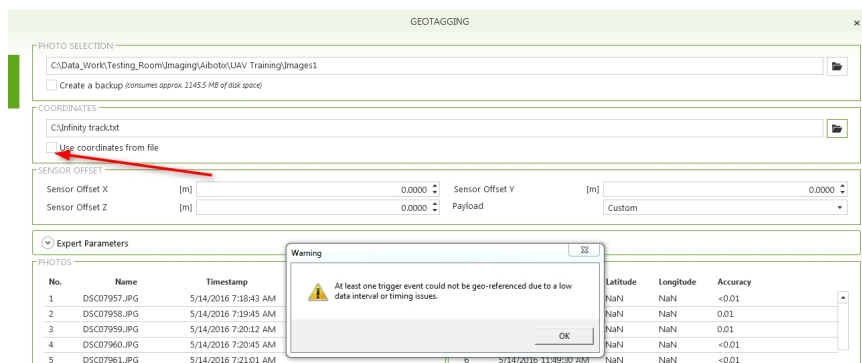 GEOTAGGING
PHOTO SELECTION
C:\Data_Work\Testing_Room\Imaging\Aibotix\UAV Training\Images1
Create a backup (consumes approx. 1145.5 MB of disk space)
COORDINATES
C:\Infinity track.txt
Use coordinates from file
SENSOR OFFSET
Sensor Offset X [m] 0.0000 Sensor Offset Y [m] 0.0000
Sensor Offset Z [m] 0.0000 Payload Custom
Expert Parameters
Warning
PHOTOS
No. Name Timestamp Latitude Longitude Accuracy
At least one trigger event could not be geo-referenced due to a low
data interval or timing issues.
1 DSC07957.JPG 5/14/2016 7:18:43 AM NaN NaN <0.01
2 DSC07958.JPG 5/14/2016 7:19:45 AM NaN NaN 0.01
3 DSC07959.JPG 5/14/2016 7:20:12 AM NaN NaN 0.01
OK
4 DSC07960.JPG 5/14/2016 7:20:45 AM NaN NaN <0.01
5 DSC07961.JPG 5/14/2016 7:21:01 AM 6 5/14/2016 11:49:30 AM NaN NaN <0.01